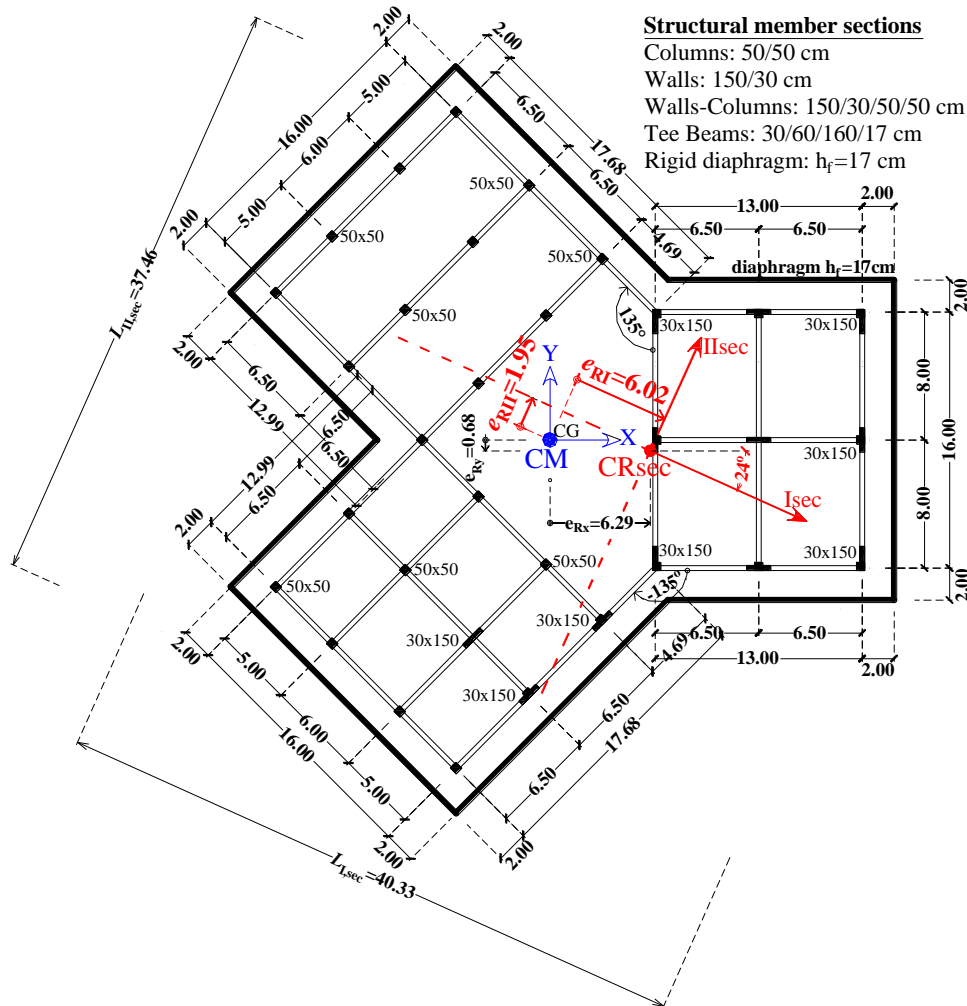 Structural member sections
Columns: 50/50 cm
Walls: 150/30 cm
Walls-Columns: 150/30/50/50 cm
Tee Beams: 30/60/160/17 cm
Rigid diaphragm: hf=17 cm
2.00
5.00
16.00
6.00
5.00
2.00
2.00
2.00
6.50
17.68
6.50
4.69
50x50
50x50
50x50
50x50
LII,sec =37.46
13.00
2.00
6.50
6.50
diaphragm hf=17cm
2.00
30x150
30x150
135°
IIsec
8.00
Y
eRII=1.95
eRI=6.02
CG
X
CM
eRy=0.68
CRsec
24°
Isec
30x150
16.00
eRx=6.29
8.00
30x150
30x150
-135°
2.00
6.50
6.50
13.00
2.00
2.00
6.50
12.99
6.50
12.99
6.50
6.50
2.00
50x50
50x50
50x50
30x150
30x150
30x150
4.69
6.50
17.68
6.50
2.00
2.00
5.00
6.00
16.00
5.00
2.00
LI,sec =40.33